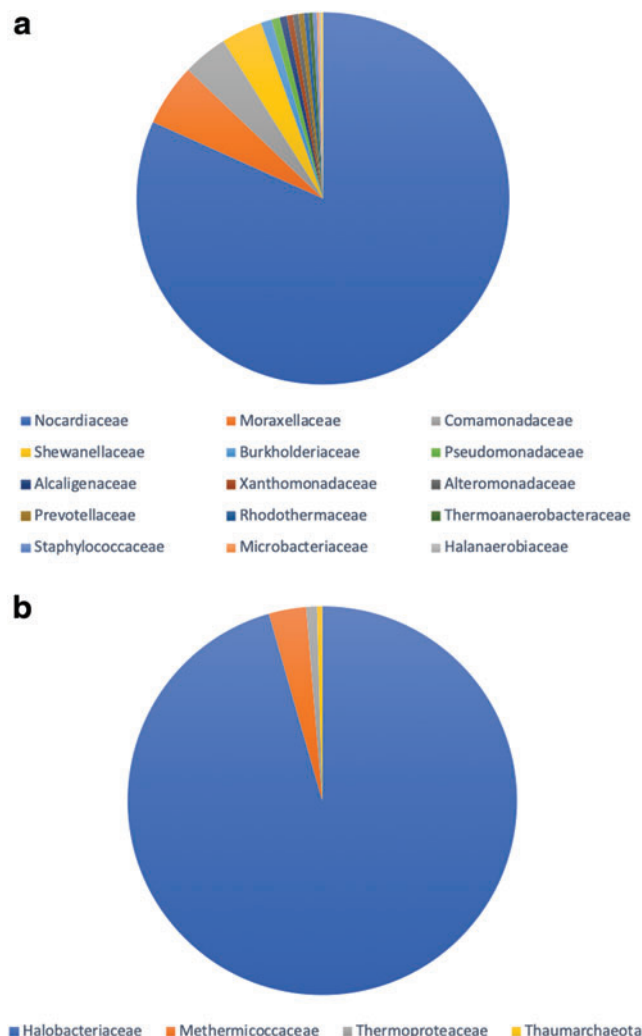 a
Nocardiaceae Moraxellaceae Comamonadaceae
Shewanellaceae Burkholderiaceae Pseudomonadaceae
Alcaligenaceae Xanthomonadaceae Alteromonadaceae
Prevotellaceae Rhodothermaceae Thermoanaerobacteraceae
Staphylococcaceae Microbacteriaceae Halanaerobiaceae
b
Halobacteriaceae Methermicoccaceae Thermoproteaceae Thaumarchaeota